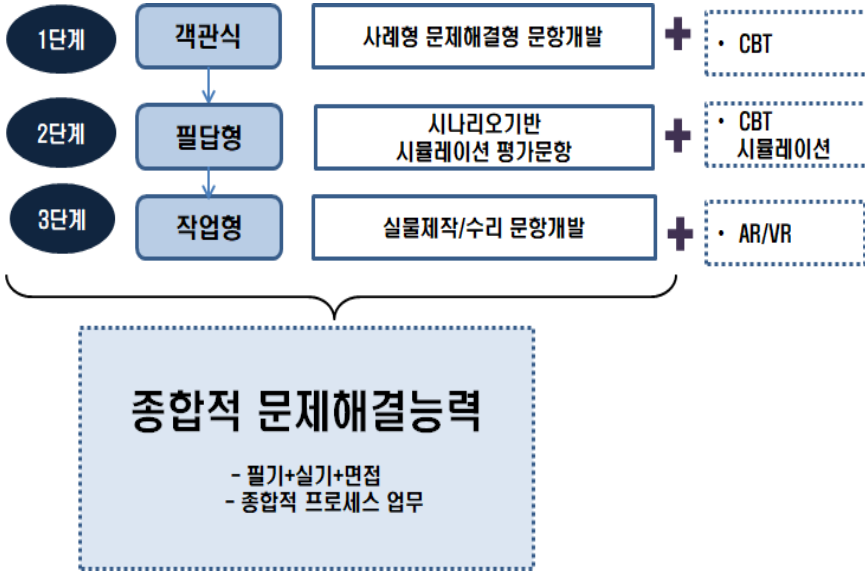 1단계
객관식
사례형 문제해결형 문항개발
+
• CBT
2단계
필답형
시나리오기반
시뮬레이션 평가문항
+
• CBT
시뮬레이션
3단계
작업형
실물제작/수리 문항개발
+
• AR/VR
종합적 문제해결능력
- 필기+실기+면접
- 종합적 프로세스 업무